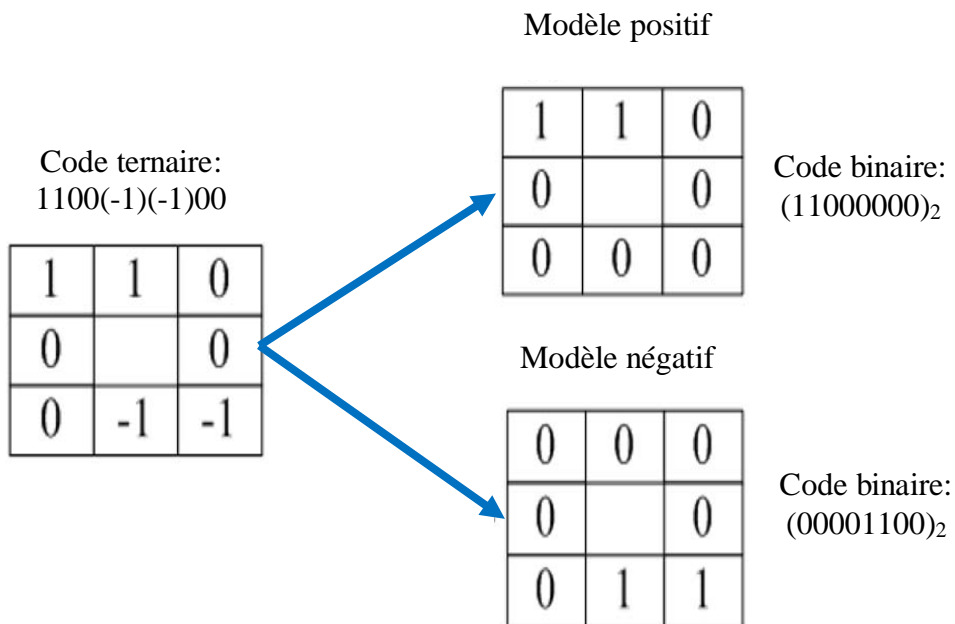 Modèle positif
1 1 0
0 0
0 0 0
Code binaire:
(11000000)2
Code ternaire:
1100(-1)(-1)00
1 1 0
0 0
0 -1 -1
Modèle négatif
0 0 0
0 0
0 1 1
Code binaire:
(00001100)2